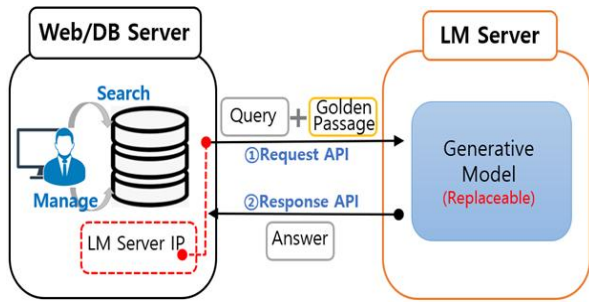 Web/DB Server
LM Server
Search
Manage
LM Server IP
Query + Golden
Passage
①Request API
②Response API
Answer
Generative
Model
(Replaceable)